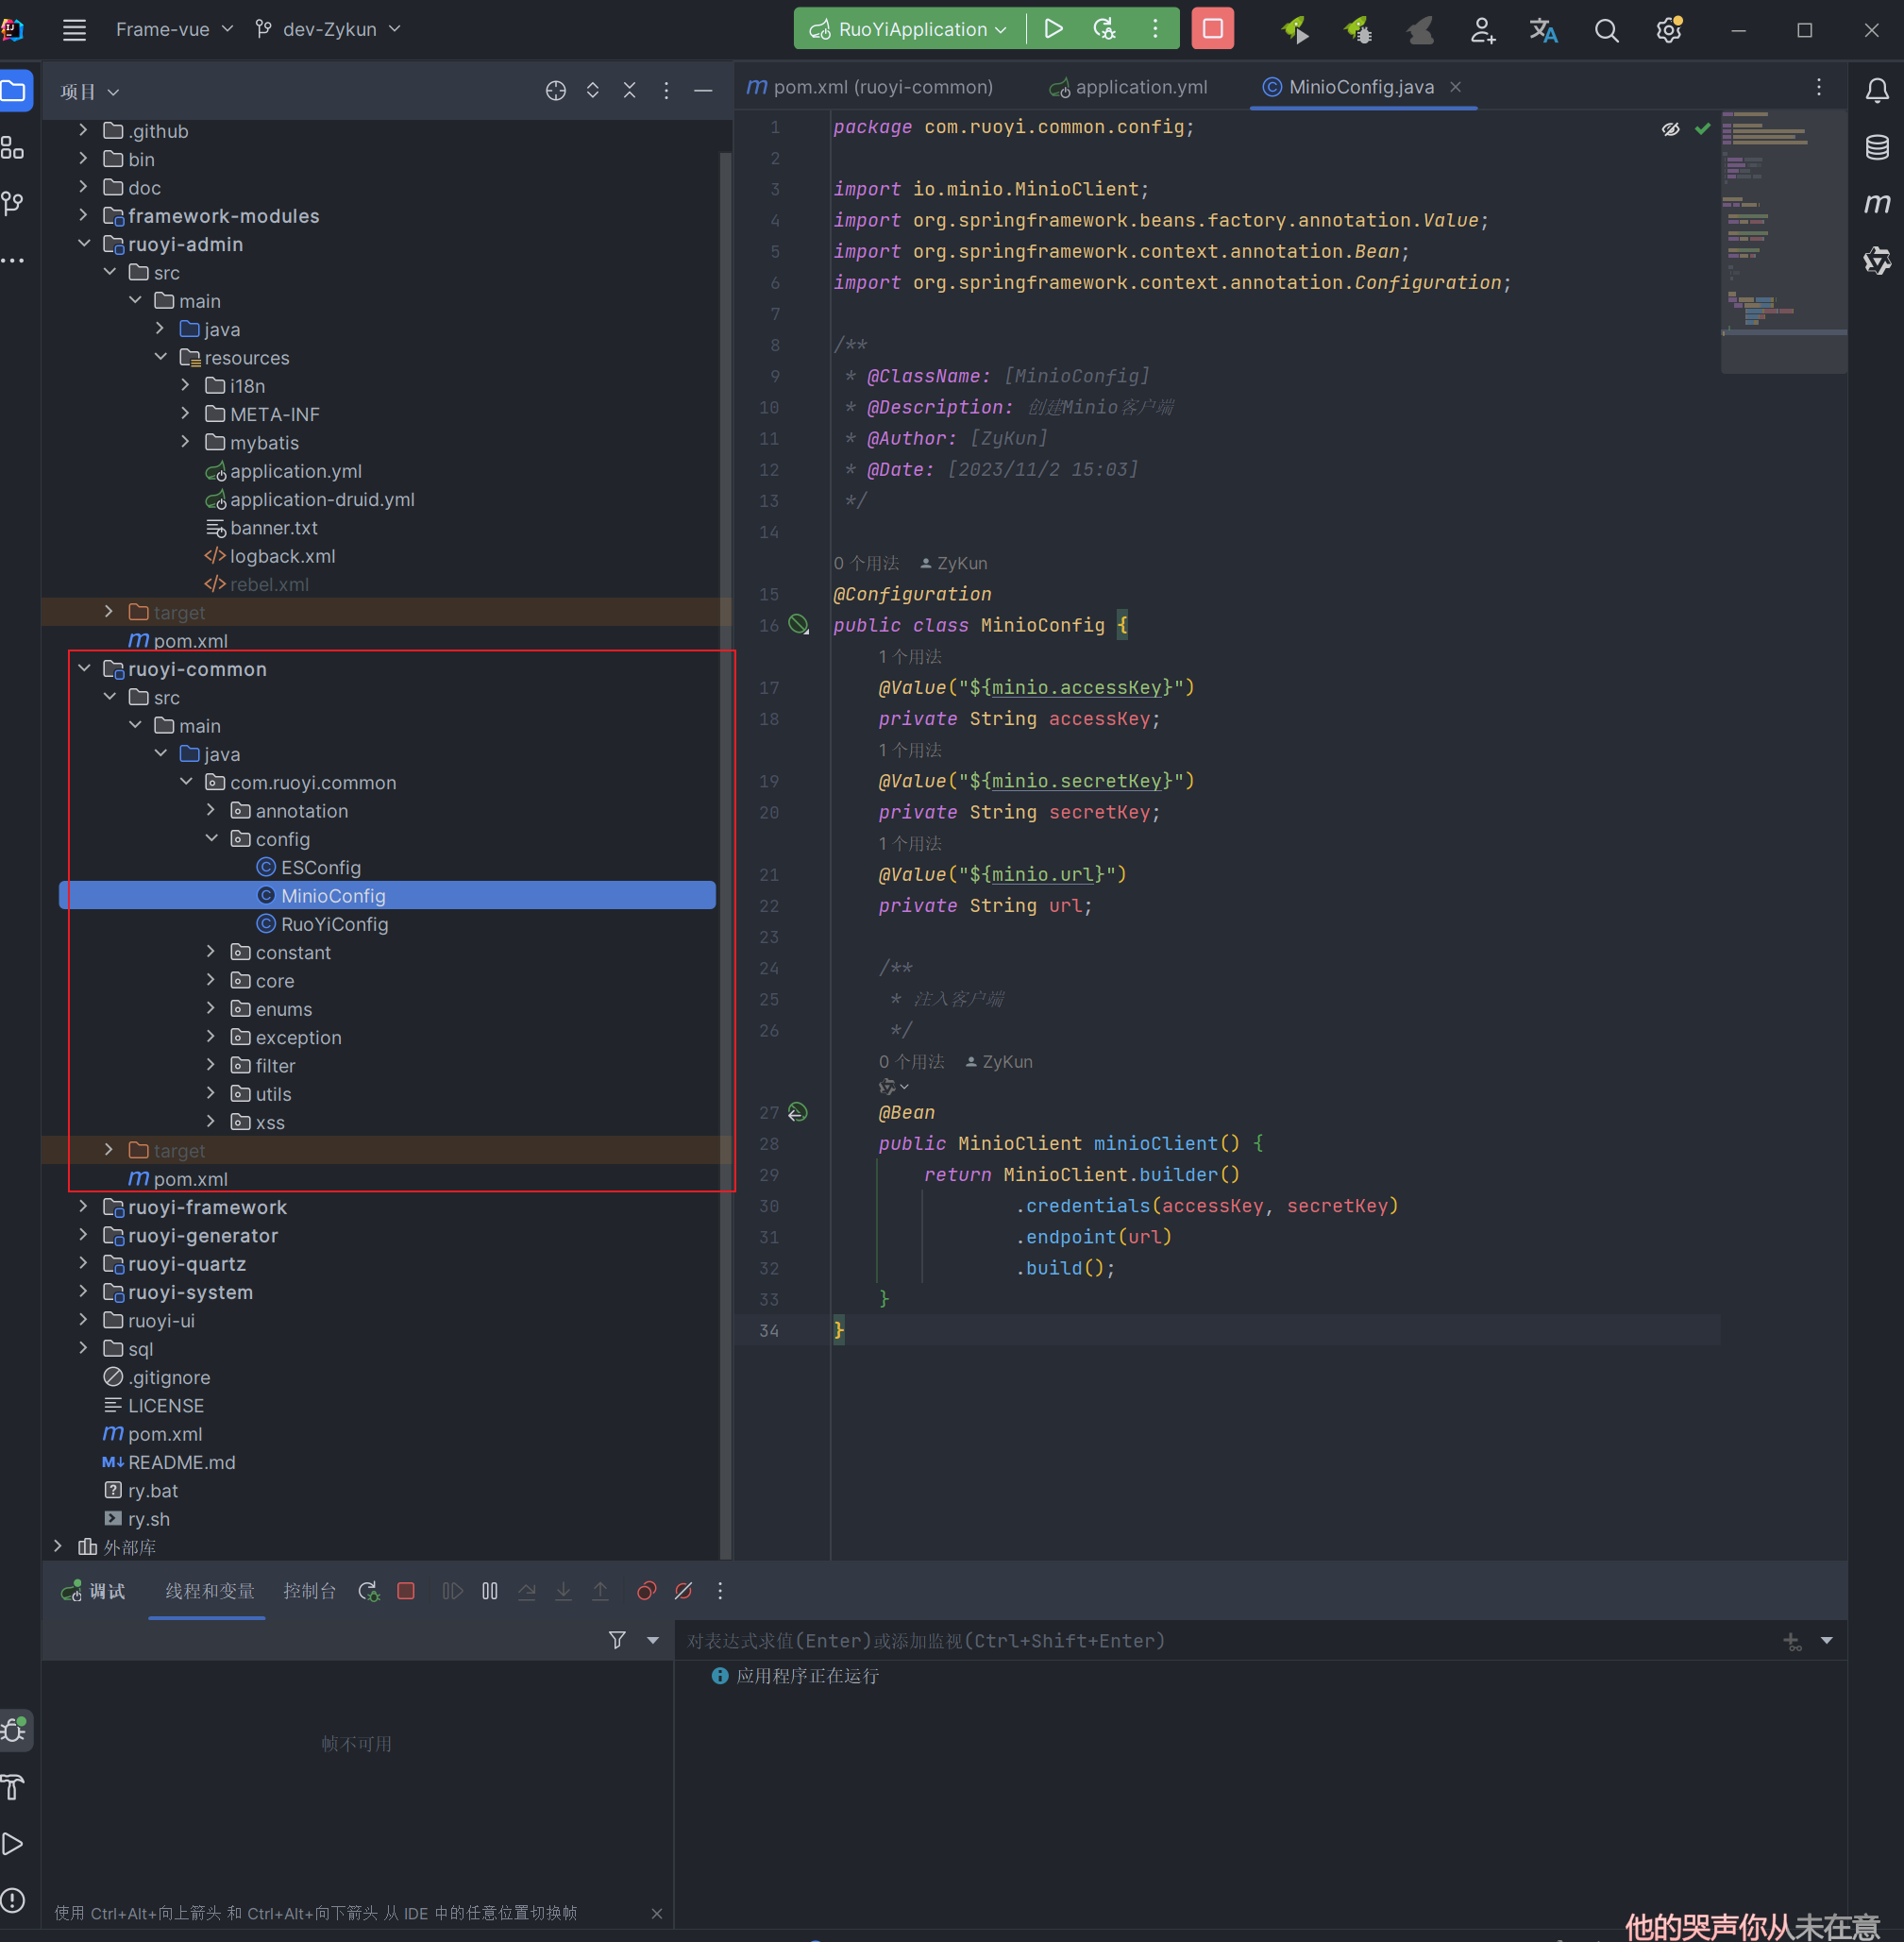 Frame-vue
dev-Zykun
RuoYiApplication
项目
.github
bin
doc
framework-modules
ruoyi-admin
src
main
java
resources
i18n
META-INF
mybatis
application.yml
application-druid.yml
banner.txt
logback.xml
rebel.xml
target
pom.xml
ruoyi-common
src
main
java
com.ruoyi.common
annotation
config
ESConfig
MinioConfig
RuoYiConfig
constant
core
enums
exception
filter
utils
xss
target
pom.xml
ruoyi-framework
ruoyi-generator
ruoyi-quartz
ruoyi-system
ruoyi-ui
sql
.gitignore
LICENSE
pom.xml
README.md
ry.bat
ry.sh
外部库
pom.xml (ruoyi-common)
application.yml
MinioConfig.java
1 package com.ruoyi.common.config;
2
3 import io.minio.MinioClient;
4 import org.springframework.beans.factory.annotation.Value;
5 import org.springframework.context.annotation.Bean;
6 import org.springframework.context.annotation.Configuration;
7
8 /**
9 * @ClassName: [MinioConfig]
10 * @Description: 创建Minio客户端
11 * @Author: [ZyKun]
12 * @Date: [2023/11/2 15:03]
13 */
14
0 个用法 ZyKun
15 @Configuration
16 public class MinioConfig {
1 个用法
17 @Value("${minio.accessKey}")
18 private String accessKey;
1 个用法
19 @Value("${minio.secretKey}")
20 private String secretKey;
1 个用法
21 @Value("${minio.url}")
22 private String url;
23
24 /**
25 * 注入客户端
26 */
0 个用法 ZyKun
27 @Bean
28 public MinioClient minioClient() {
29 return MinioClient.builder()
30 .credentials(accessKey, secretKey)
31 .endpoint(url)
32 .build();
33 }
34 }
调试
线程和变量
控制台
对表达式求值(Enter)或添加监视(Ctrl+Shift+Enter)
应用程序正在运行
帧不可用
使用 Ctrl+Alt+向上箭头 和 Ctrl+Alt+向下箭头 从 IDE 中的任意位置切换帧
他的哭声你从未在意